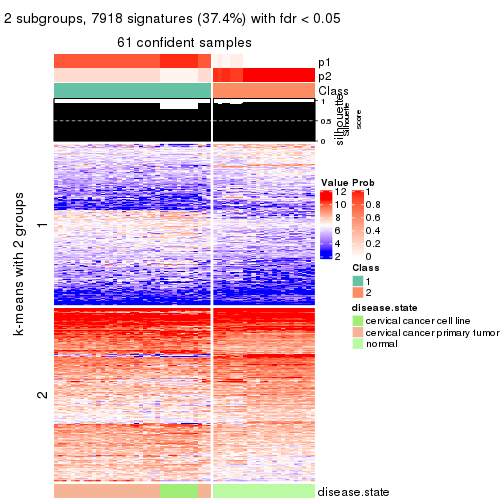 2 subgroups, 7918 signatures (37.4%) with fdr < 0.05
61 confident samples
p1
p2
Class
silhouette
Silhouette
score
1
0.5
0
k-means with 2 groups
1
2
Value
12
10
8
6
4
2
Prob
1
0.8
0.6
0.4
0.2
0
Class
1
2
disease.state
cervical cancer cell line
cervical cancer primary tumor
normal
disease.state